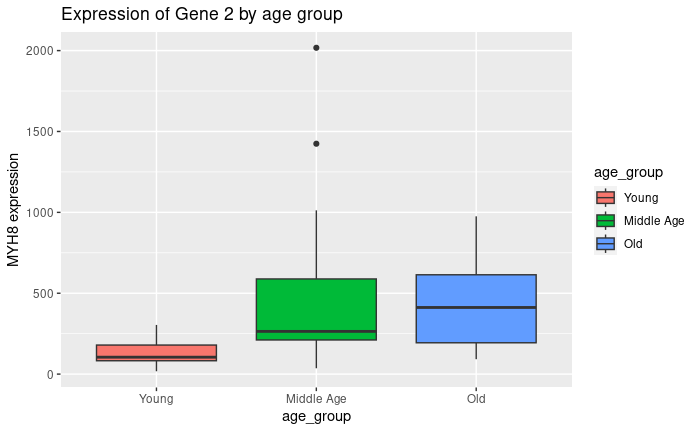 Expression of Gene 2 by age group
MYH8 expression
2000
1500
1000
500
0
Young
Middle Age
Old
age_group
age_group
Young
Middle Age
Old